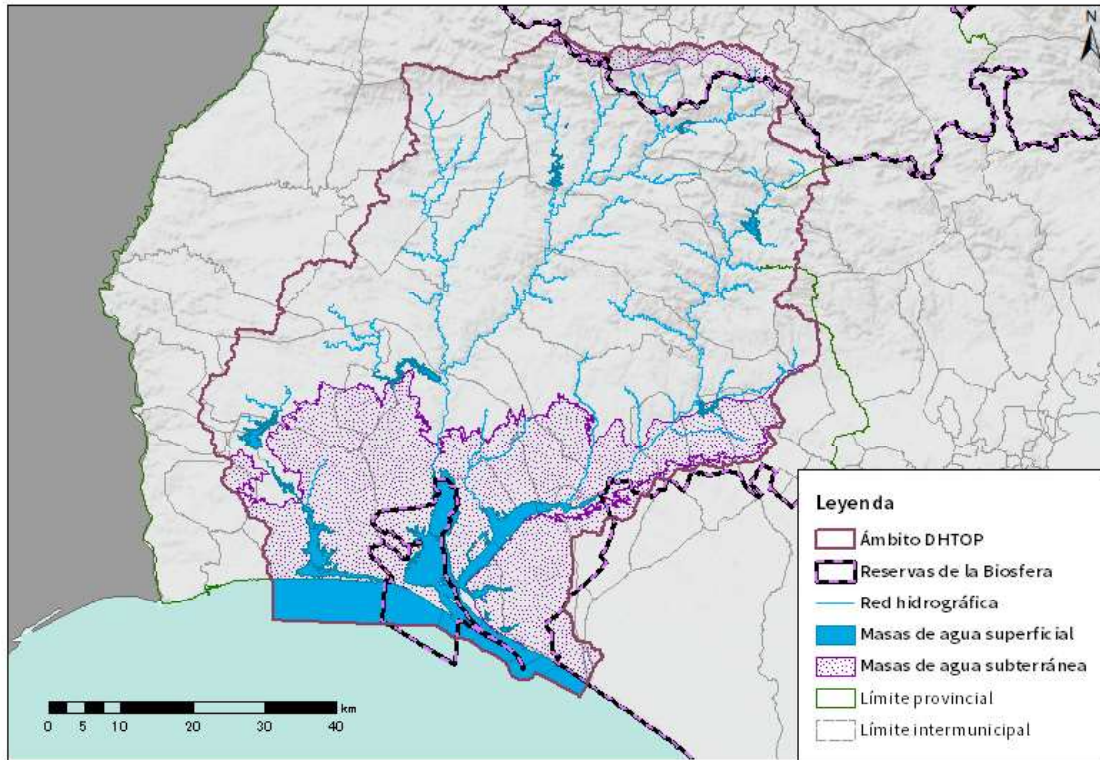 N
Leyenda
Ámbito DHTOP
Reservas de la Biosfera
Red hidrográfica
Masas de agua superficial
Masas de agua subterránea
Límite provincial
Límite intermunicipal
km
0 5 10 20 30 40